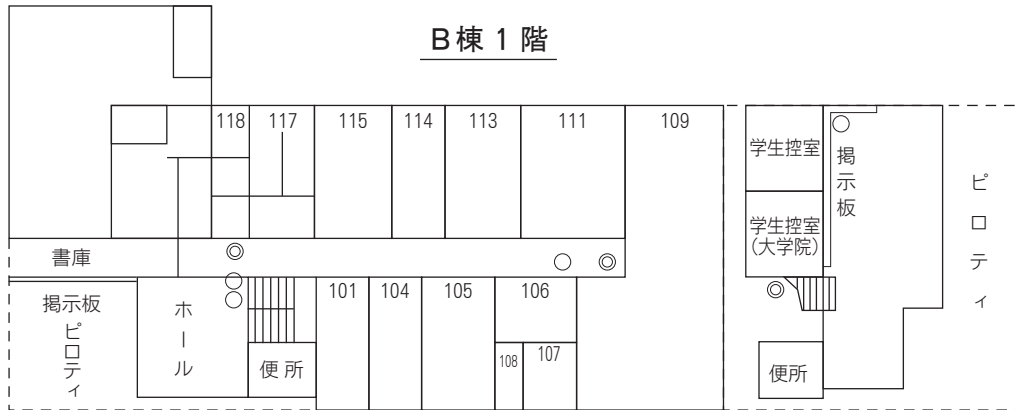 B棟1階
118
117
115
114
113
111
109
学生控室
掲示板
ピロティ
学生控室
(大学院)
書庫
掲示板
ピロティ
ホール
便所
101
104
105
106
108
107
便所